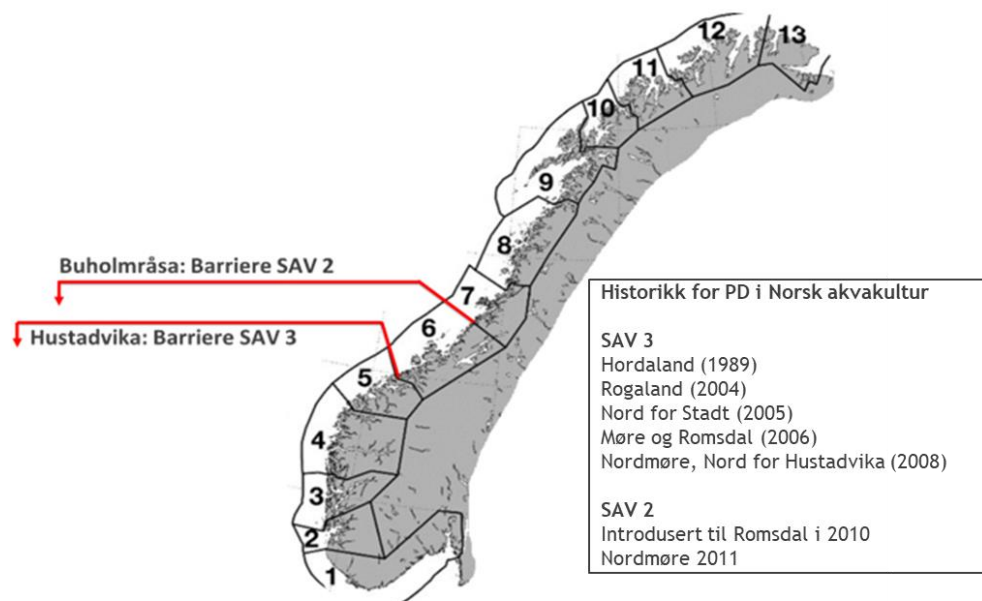 12
13
11
10
9
8
Buholmråsa: Barriere SAV 2
7
6
Hustadvika: Barriere SAV 3
5
4
3
2
1
Historikk for PD i Norsk akvakultur
SAV 3
Hordaland (1989)
Rogaland (2004)
Nord for Stadt (2005)
Møre og Romsdal (2006)
Nordmøre, Nord for Hustadvika (2008)
SAV 2
Introdusert til Romsdal i 2010
Nordmøre 2011